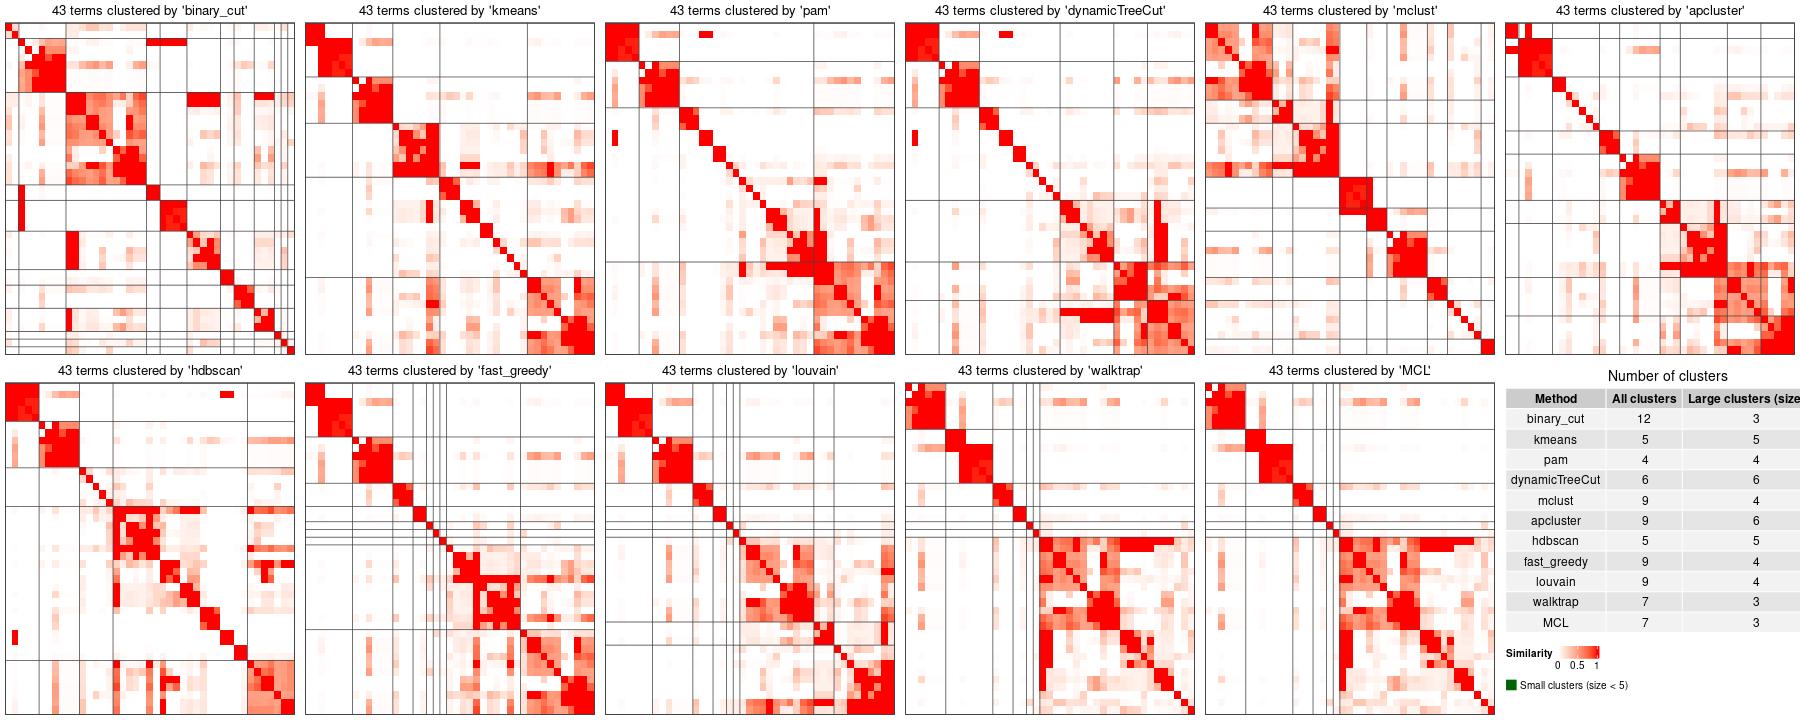 43 terms clustered by 'binary_cut'
43 terms clustered by 'kmeans'
43 terms clustered by 'pam'
43 terms clustered by 'dynamicTreeCut'
43 terms clustered by 'mclust'
43 terms clustered by 'apcluster'
43 terms clustered by 'hdbscan'
43 terms clustered by 'fast_greedy'
43 terms clustered by 'louvain'
43 terms clustered by 'walktrap'
43 terms clustered by 'MCL'
Number of clusters
Method All clusters Large clusters (size
binary_cut 12 3
kmeans 5 5
pam 4 4
dynamicTreeCut 6 6
mclust 9 4
apcluster 9 6
hdbscan 5 5
fast_greedy 9 4
louvain 9 4
walktrap 7 3
MCL 7 3
Similarity
0 0.5 1
Small clusters (size < 5)